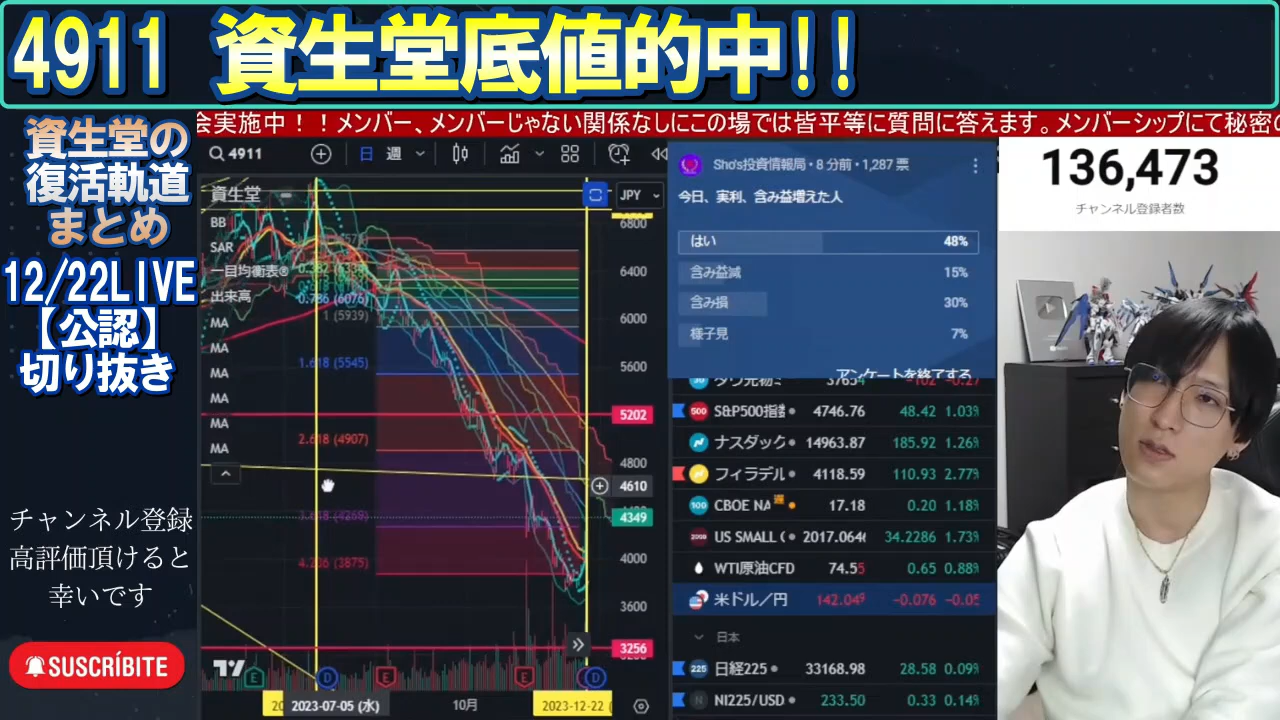 4911 資生堂底値的中!!
会実施中！！メンバー、メンバーじゃない関係なしにこの場では皆平等に質問に答えます。メンバーシップにて秘密の
資生堂の
復活軌道
まとめ
12/22LIVE
【公認】
切り抜き
チャンネル登録
高評価頂けると
幸いです
SUSCRÍBITE
4911
日 週
資生堂
JPY
BB
SAR
一目均衡表
出来高
MA
MA
MA
MA
MA
MA
0.786 (6076)
1 (5939)
1.618 (5545)
2.618 (4907)
3.618 (4269)
4.236 (3875)
6800
6400
6000
5600
5202
4800
4610
4349
4000
3600
3256
2023-07-05 (水)
10月
2023-12-22 (
Sho's投資情報局・8 分前・1,287 票
今日、実利、含み益増えた人
はい 48%
含み益減 15%
含み損 30%
様子見 7%
アンケートを終了する
S&P500指数 4746.76 48.42 1.03%
ナスダック 14963.87 185.92 1.26%
フィラデル 4118.59 110.93 2.77%
CBOE NA 17.18 0.20 1.18%
US SMALL C 2017.064 34.2286 1.73%
WTI原油CFD 74.55 0.65 0.88%
米ドル／円 142.049 −0.076 −0.05
日本
日経225 33168.98 28.58 0.09%
NI225/USD 233.50 0.33 0.14%
136,473
チャンネル登録者数